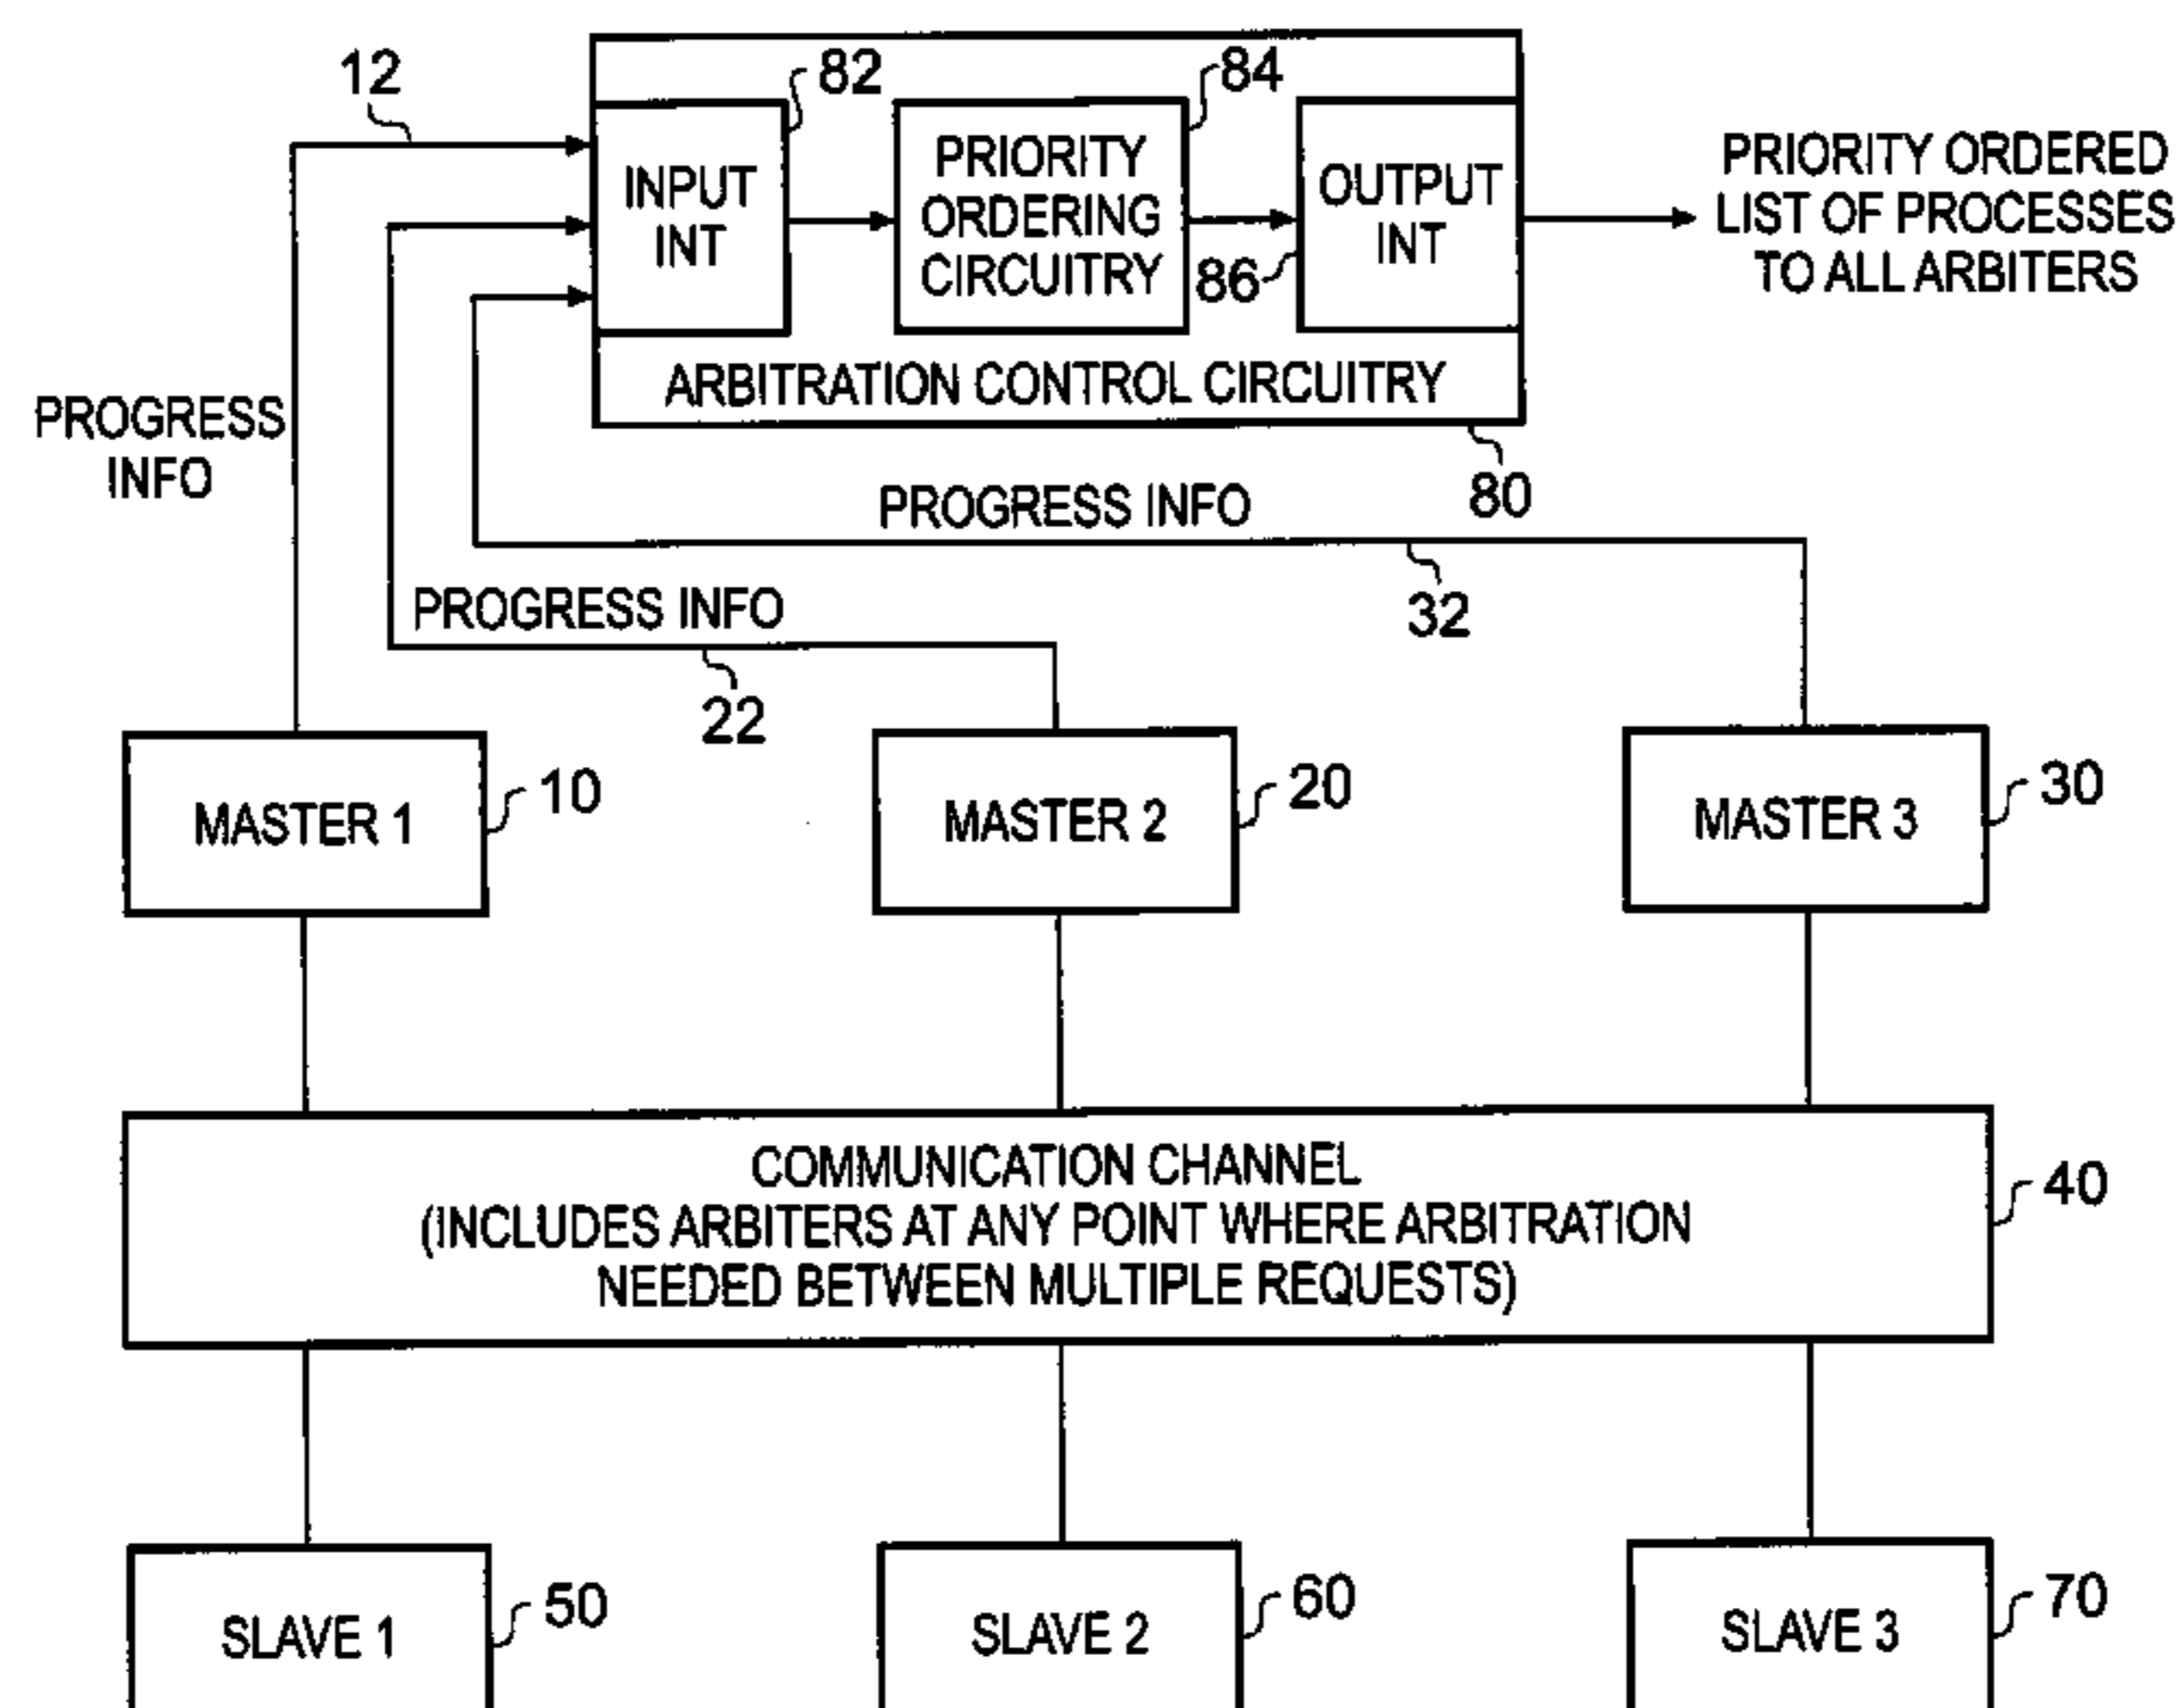 12
82
84
INPUT
INT
PRIORITY
ORDERING
CIRCUITRY
86
OUTPUT
INT
PRIORITY ORDERED
LIST OF PROCESSES
TO ALL ARBITERS
ARBITRATION CONTROL CIRCUITRY
80
PROGRESS
INFO
PROGRESS INFO
32
PROGRESS INFO
22
MASTER 1
10
MASTER 2
20
MASTER 3
30
COMMUNICATION CHANNEL
(INCLUDES ARBITERS AT ANY POINT WHERE ARBITRATION
NEEDED BETWEEN MULTIPLE REQUESTS)
40
SLAVE 1
50
SLAVE 2
60
SLAVE 3
70